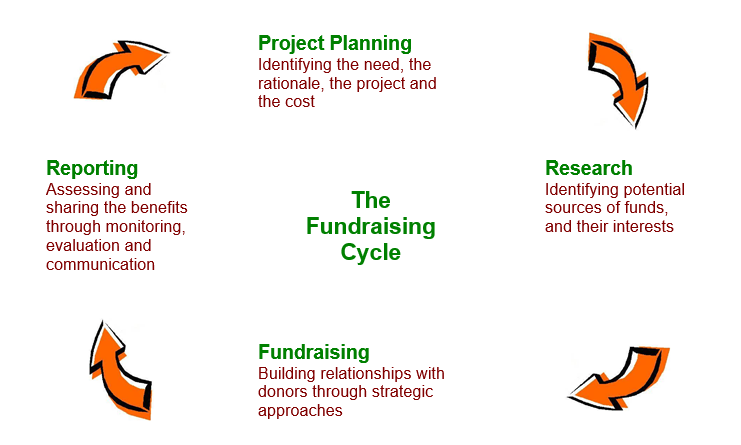 Project Planning
Identifying the need, the
rationale, the project and
the cost
Reporting
Assessing and
sharing the benefits
through monitoring,
evaluation and
communication
The
Fundraising
Cycle
Research
Identifying potential
sources of funds,
and their interests
Fundraising
Building relationships with
donors through strategic
approaches